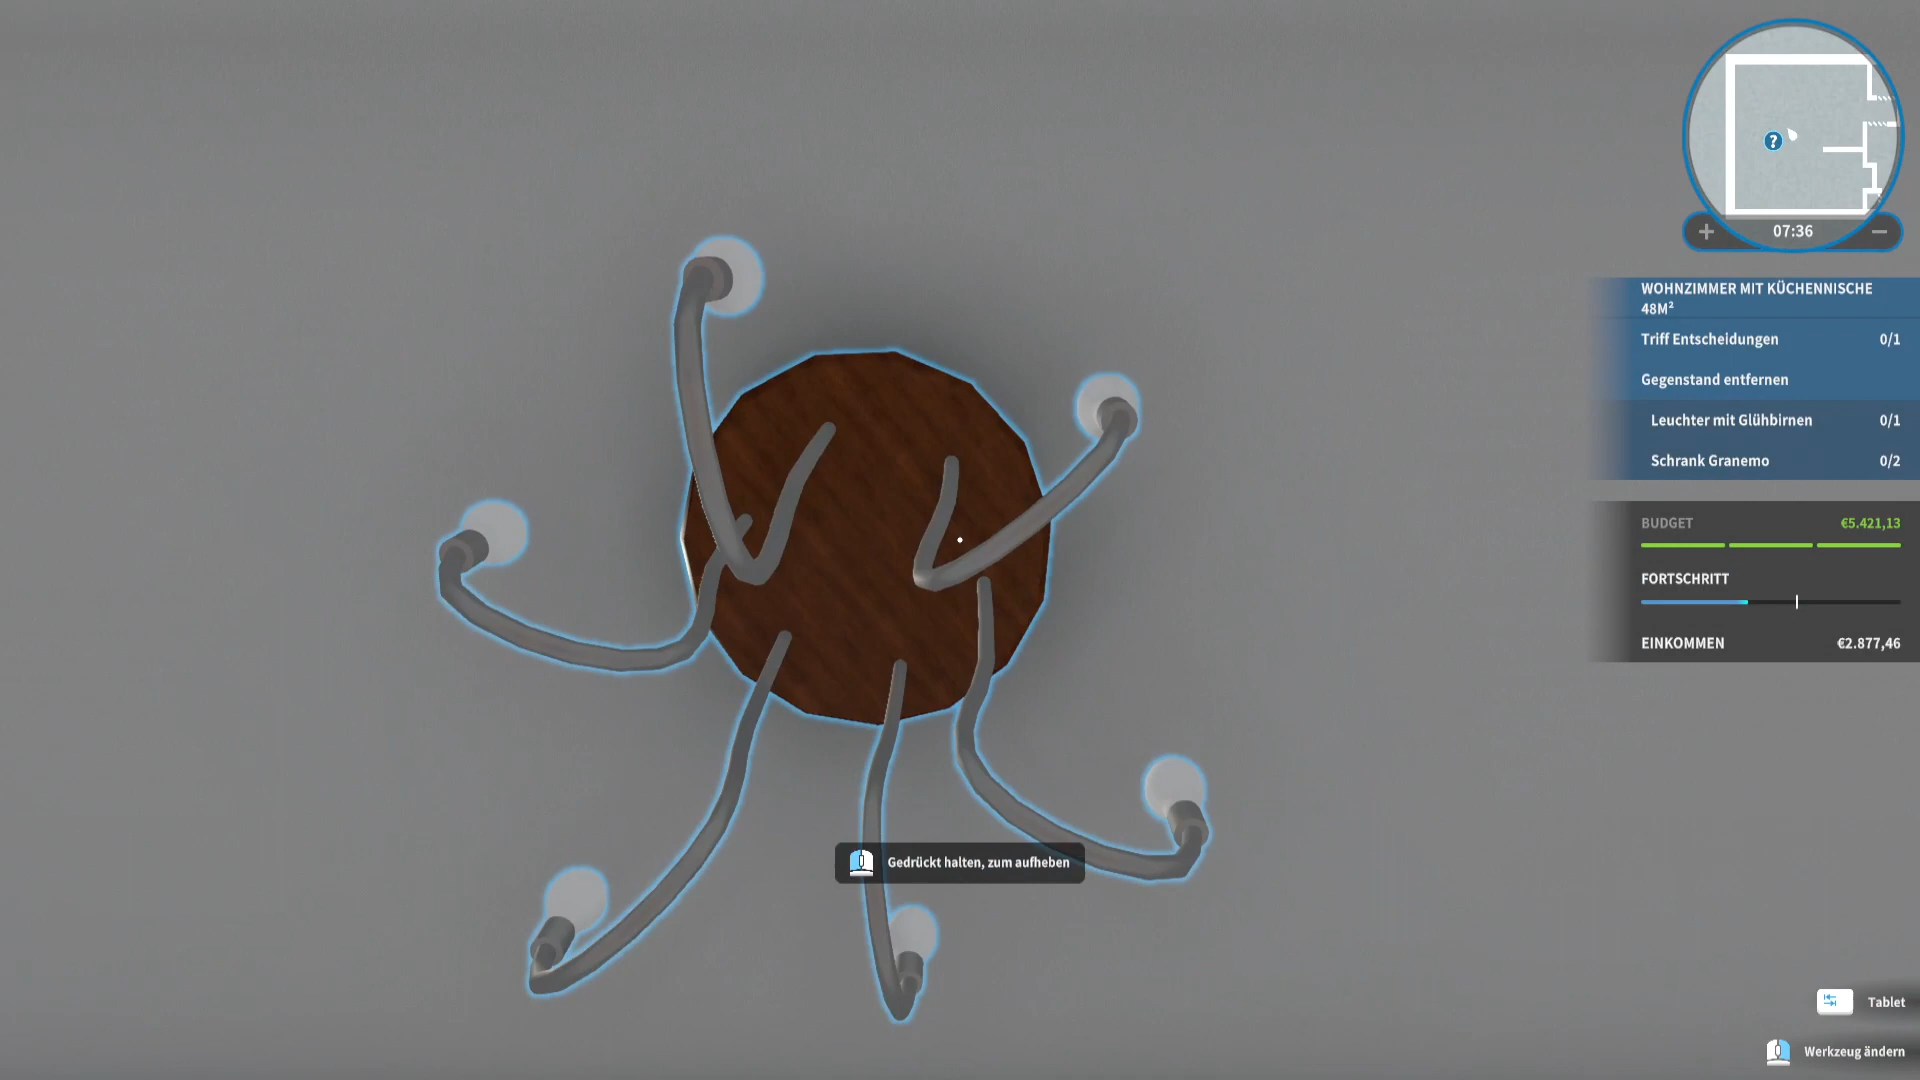 ?
07:36
WOHNZIMMER MIT KÜCHENNISCHE
48M²
Triff Entscheidungen 0/1
Gegenstand entfernen
Leuchter mit Glühbirnen 0/1
Schrank Granemo 0/2
BUDGET €5.421,13
FORTSCHRITT
EINKOMMEN €2.877,46
Gedrückt halten, zum aufheben
Tablet
Werkzeug ändern